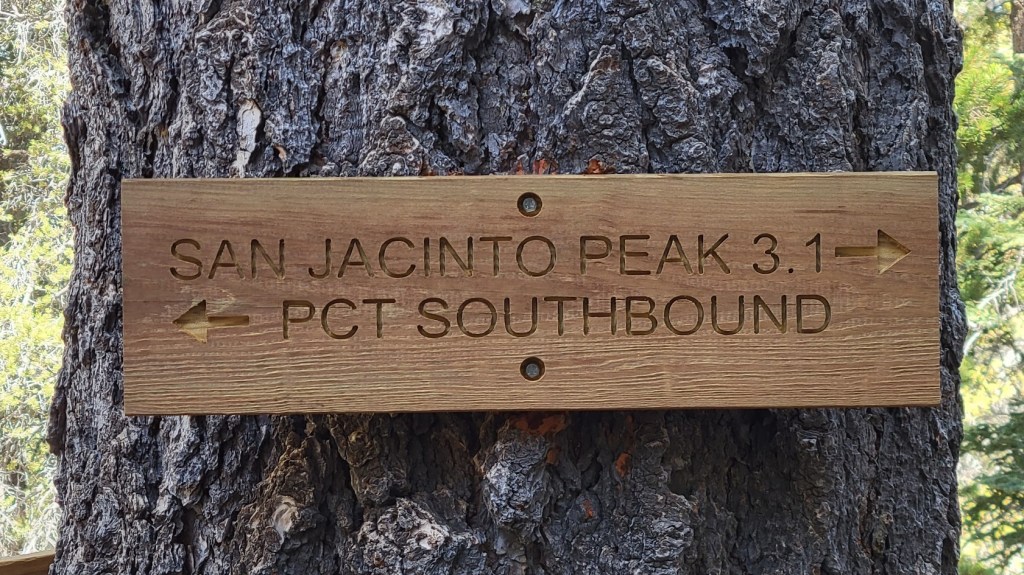 SAN JACINTO PEAK 3.1 →
← PCT SOUTHBOUND